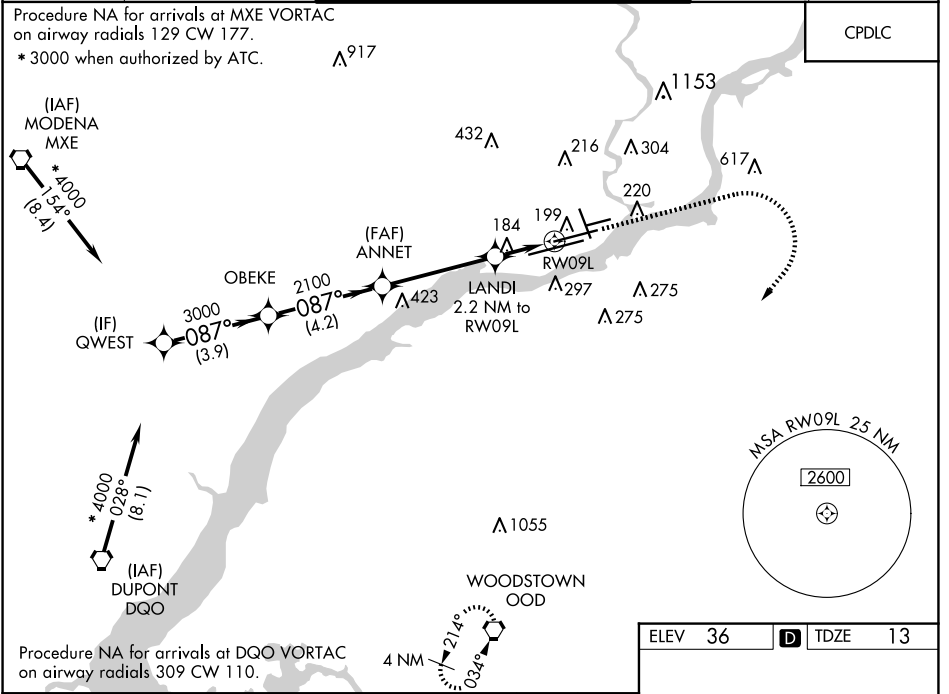 Procedure NA for arrivals at MXE VORTAC
on airway radials 129 CW 177.
* 3000 when authorized by ATC.
CPDLC
917
1153
(IAF)
MODENA
MXE
* 4000
154°
(8.4)
432
216
304
617
220
199
184
RW09L
(FAF)
ANNET
OBEKE
2100
087°
(4.2)
423
LANDI
2.2 NM to
RW09L
297
275
275
(IF)
QWEST
3000
087°
(3.9)
MSA RW09L 25 NM
2600
* 4000
028°
(8.1)
(IAF)
DUPONT
DQO
1055
WOODSTOWN
OOD
4 NM
214°
034°
Procedure NA for arrivals at DQO VORTAC
on airway radials 309 CW 110.
ELEV 36 D TDZE 13